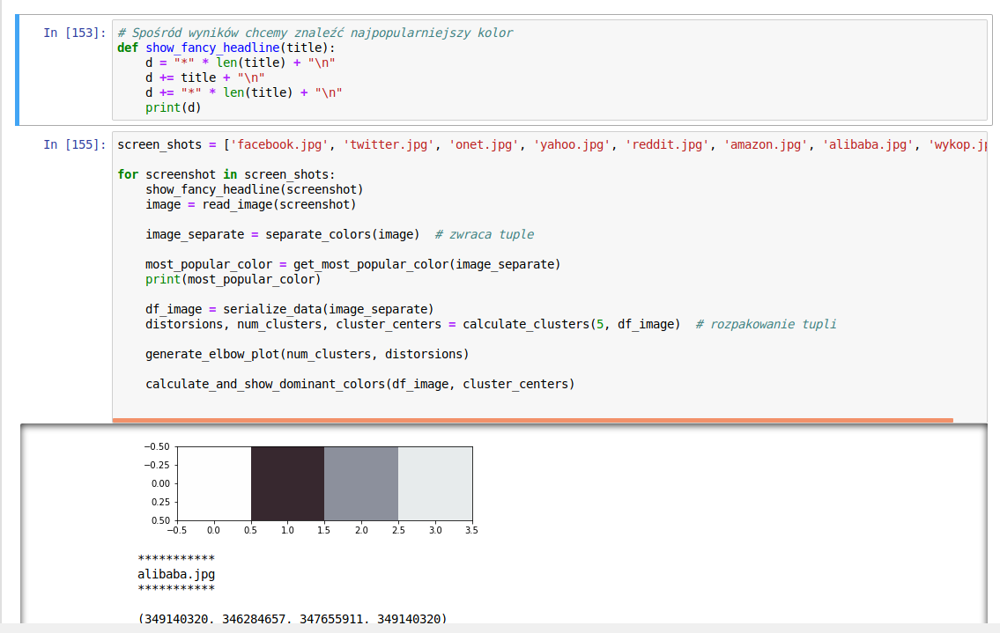 In [153]: # Spośród wyników chcemy znaleźć najpopularniejszy kolor
def show_fancy_headline(title):
    d = "*" * len(title) + "\n"
    d += title + "\n"
    d += "*" * len(title) + "\n"
    print(d)
In [155]: screen_shots = ['facebook.jpg', 'twitter.jpg', 'onet.jpg', 'yahoo.jpg', 'reddit.jpg', 'amazon.jpg', 'alibaba.jpg', 'wykop.jp
for screenshot in screen_shots:
    show_fancy_headline(screenshot)
    image = read_image(screenshot)
    image_separate = separate_colors(image)  # zwraca tuple
    most_popular_color = get_most_popular_color(image_separate)
    print(most_popular_color)
    df_image = serialize_data(image_separate)
    distorsions, num_clusters, cluster_centers = calculate_clusters(5, df_image)  # rozpakowanie tupli
    generate_elbow_plot(num_clusters, distorsions)
    calculate_and_show_dominant_colors(df_image, cluster_centers)
−0.50
−0.25
0.00
0.25
0.50
−0.5 0.0 0.5 1.0 1.5 2.0 2.5 3.0 3.5
***********
alibaba.jpg
***********
(349140320, 346284657, 347655911, 349140320)